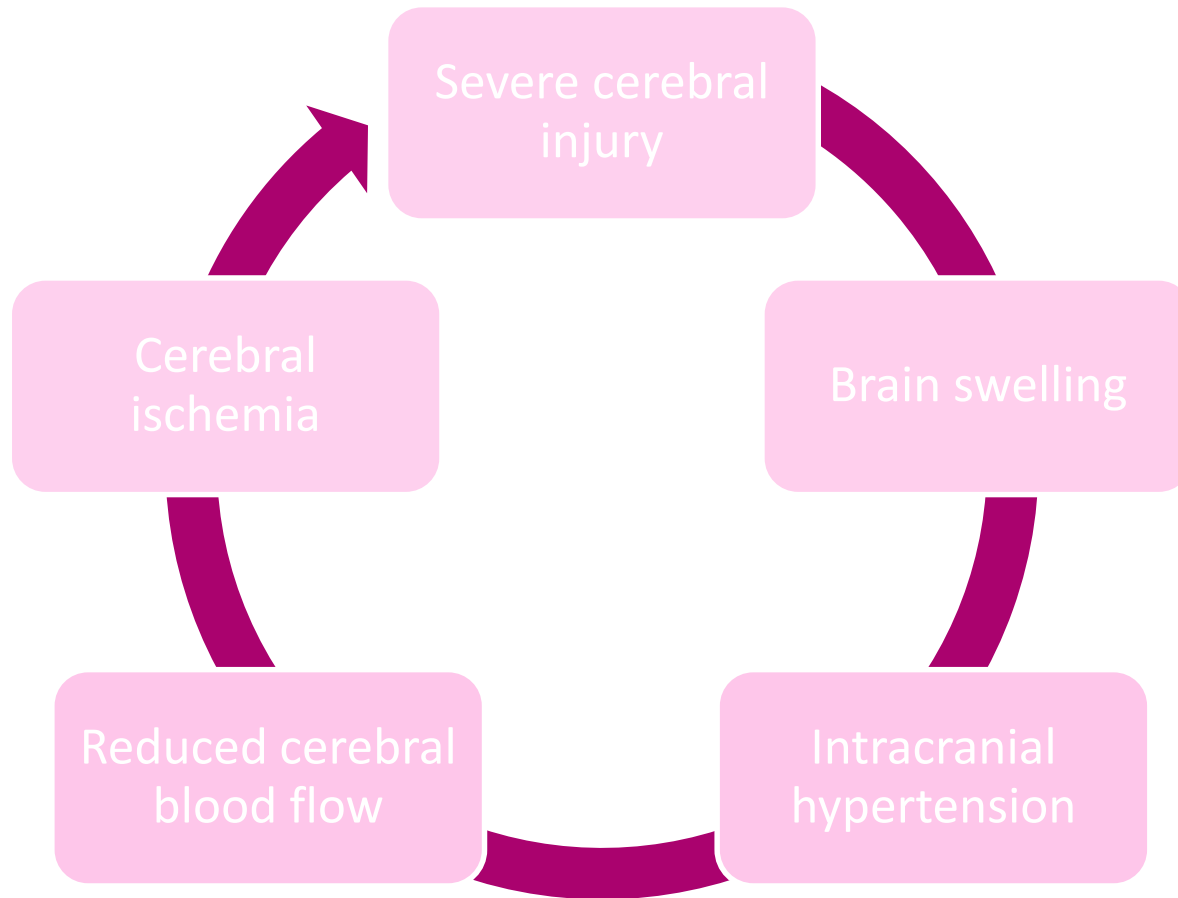 Severe cerebral
injury
Brain swelling
Intracranial
hypertension
Reduced cerebral
blood flow
Cerebral
ischemia